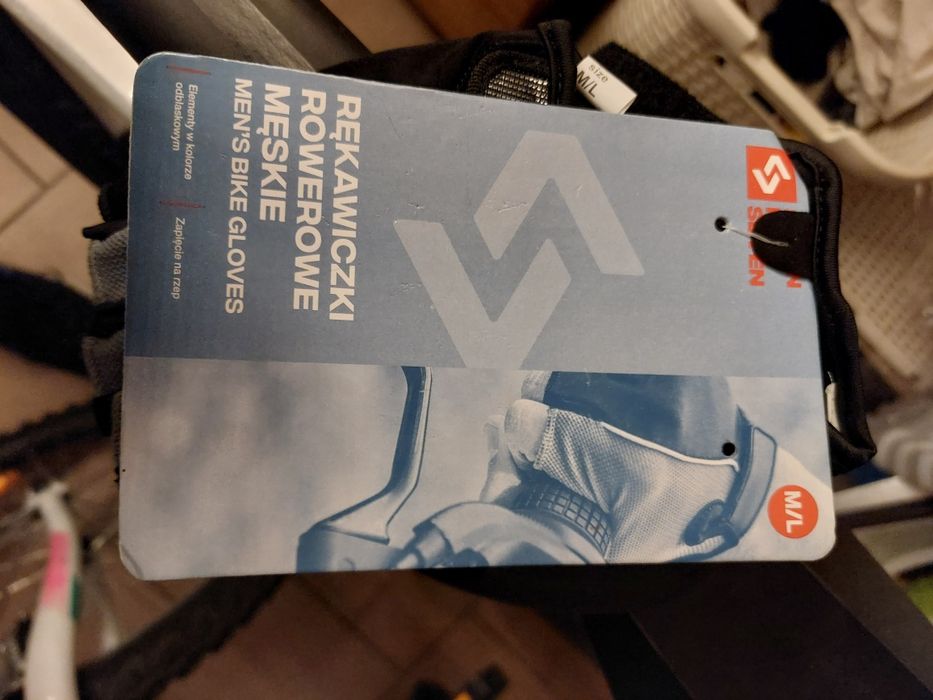 RĘKAWICZKI
ROWEROWE
MĘSKIE
MEN'S BIKE GLOVES
Elementy w kolorze
odblaskowym
Zapięcie na rzep
M/L
size
M/L